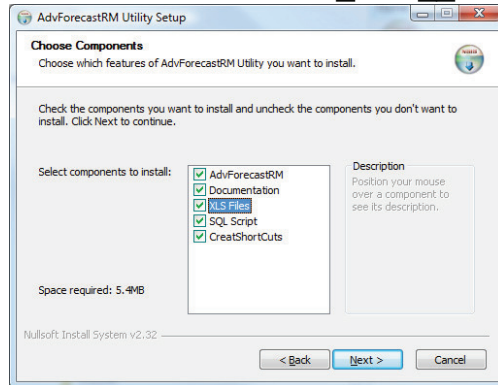 AdvForecastRM Utility Setup
Choose Components
Choose which features of AdvForecastRM Utility you want to install.
Check the components you want to install and uncheck the components you don't want to
install. Click Next to continue.
Select components to install:
AdvForecastRM
Documentation
XLS Files
SQL Script
CreatShortCuts
Description
Position your mouse
over a component to
see its description.
Space required: 5.4MB
Nullsoft Install System v2.32
< Back
Next >
Cancel